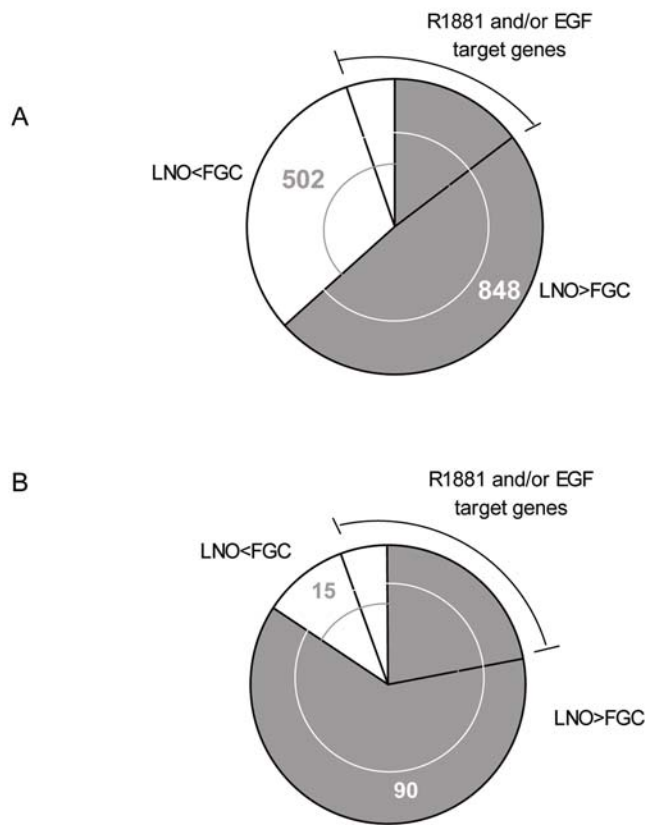 R1881 and/or EGF
target genes
A
LNO<FGC
502
848
LNO>FGC
R1881 and/or EGF
target genes
B
LNO<FGC
15
LNO>FGC
90